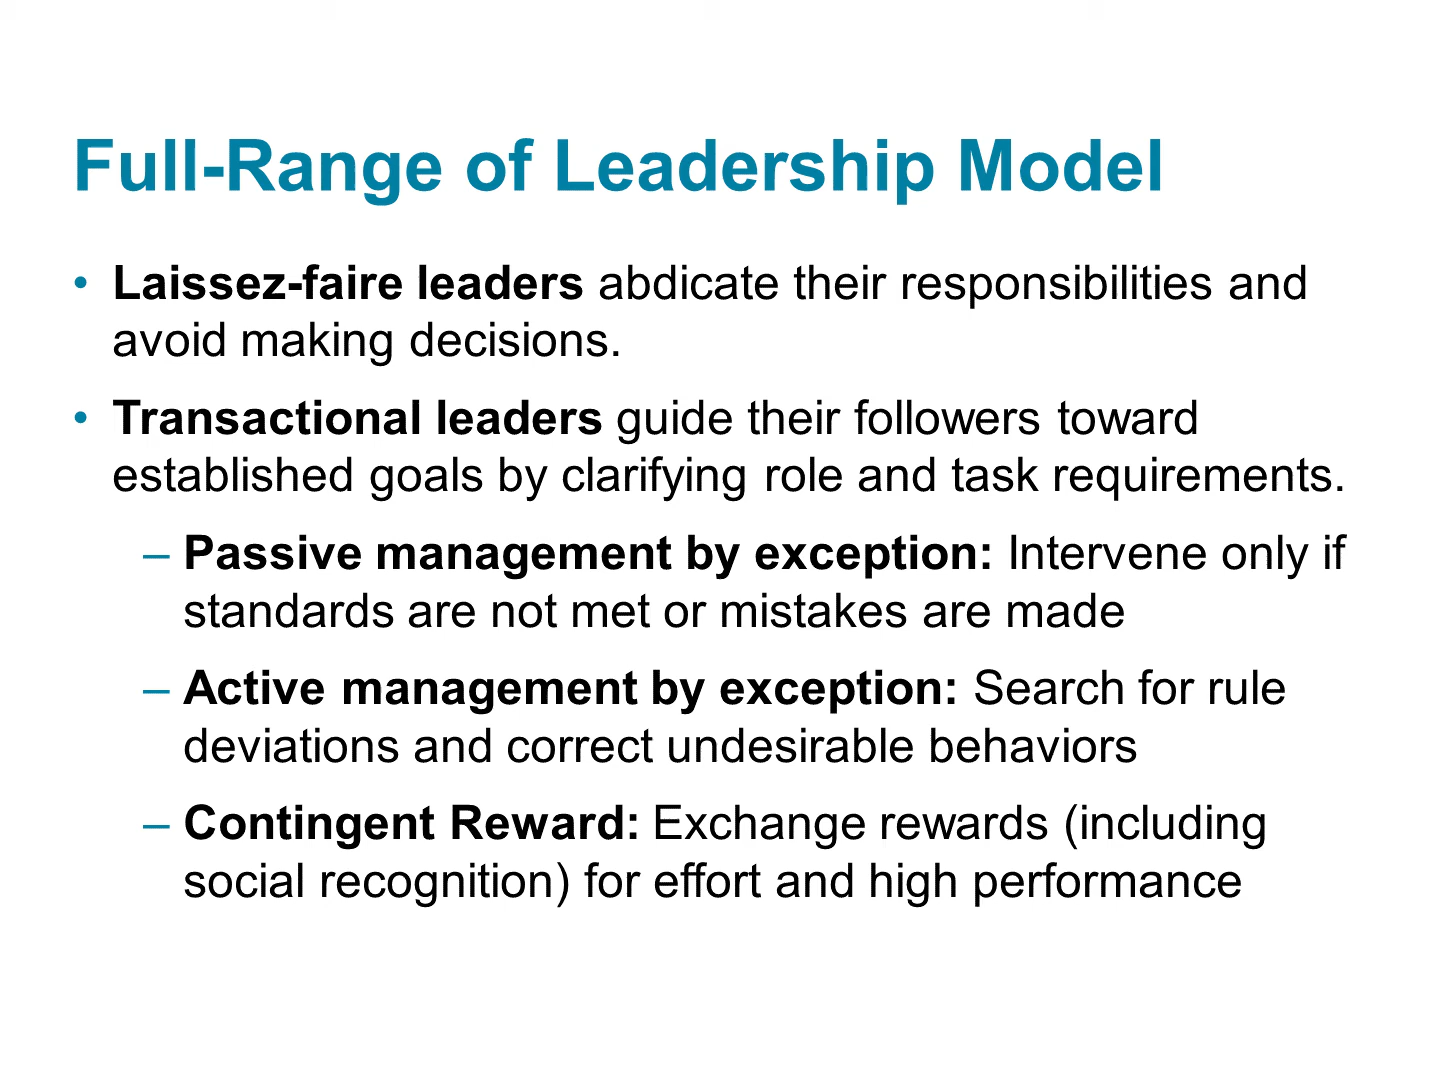 Full-Range of Leadership Model
• Laissez-faire leaders abdicate their responsibilities and
avoid making decisions.
• Transactional leaders guide their followers toward
established goals by clarifying role and task requirements.
– Passive management by exception: Intervene only if
standards are not met or mistakes are made
– Active management by exception: Search for rule
deviations and correct undesirable behaviors
– Contingent Reward: Exchange rewards (including
social recognition) for effort and high performance